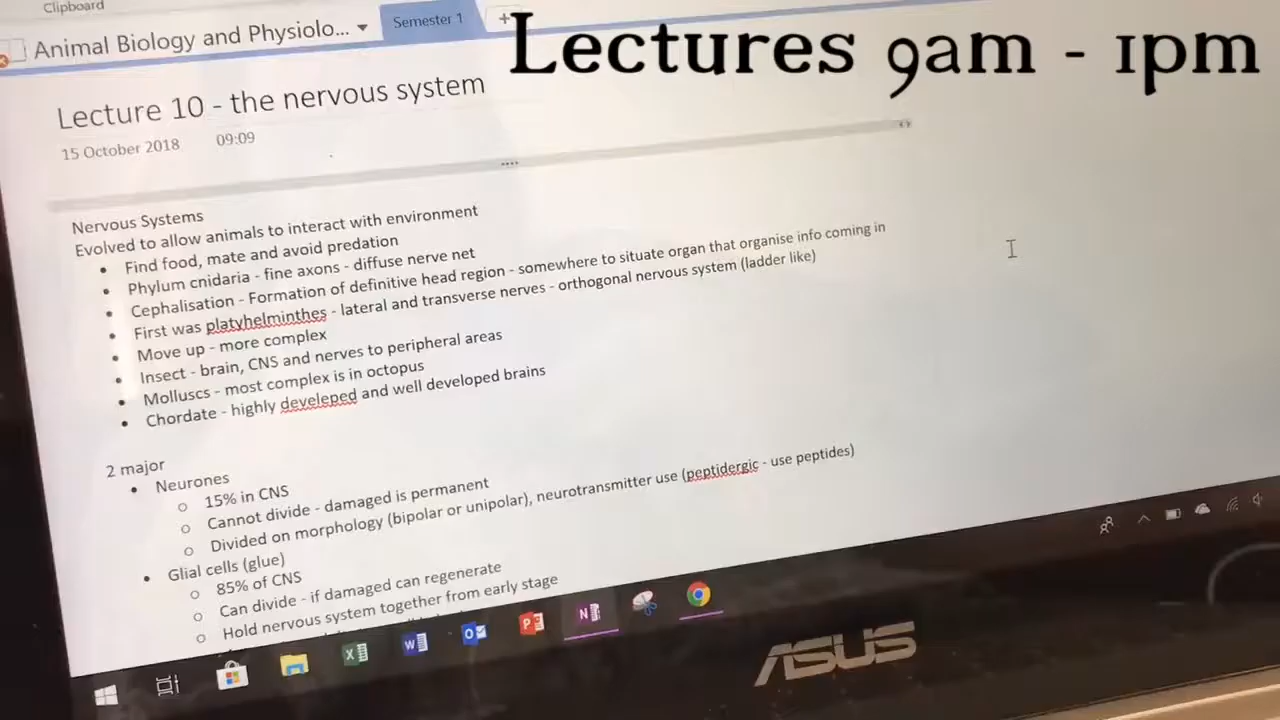 Clipboard
Animal Biology and Physiolo...
Semester 1
+
Lectures 9am - 1pm
Lecture 10 - the nervous system
15 October 2018 09:09
Nervous Systems
Evolved to allow animals to interact with environment
• Find food, mate and avoid predation
• Phylum cnidaria - fine axons - diffuse nerve net
• Cephalisation - Formation of definitive head region - somewhere to situate organ that organise info coming in
• First was platyhelminthes - lateral and transverse nerves - orthogonal nervous system (ladder like)
• Move up - more complex
• Insect - brain, CNS and nerves to peripheral areas
• Molluscs - most complex is in octopus
• Chordate - highly develeped and well developed brains
2 major
• Neurones
o 15% in CNS
o Cannot divide - damaged is permanent
o Divided on morphology (bipolar or unipolar), neurotransmitter use (peptidergic - use peptides)
• Glial cells (glue)
o 85% of CNS
o Can divide - if damaged can regenerate
o Hold nervous system together from early stage
ASUS